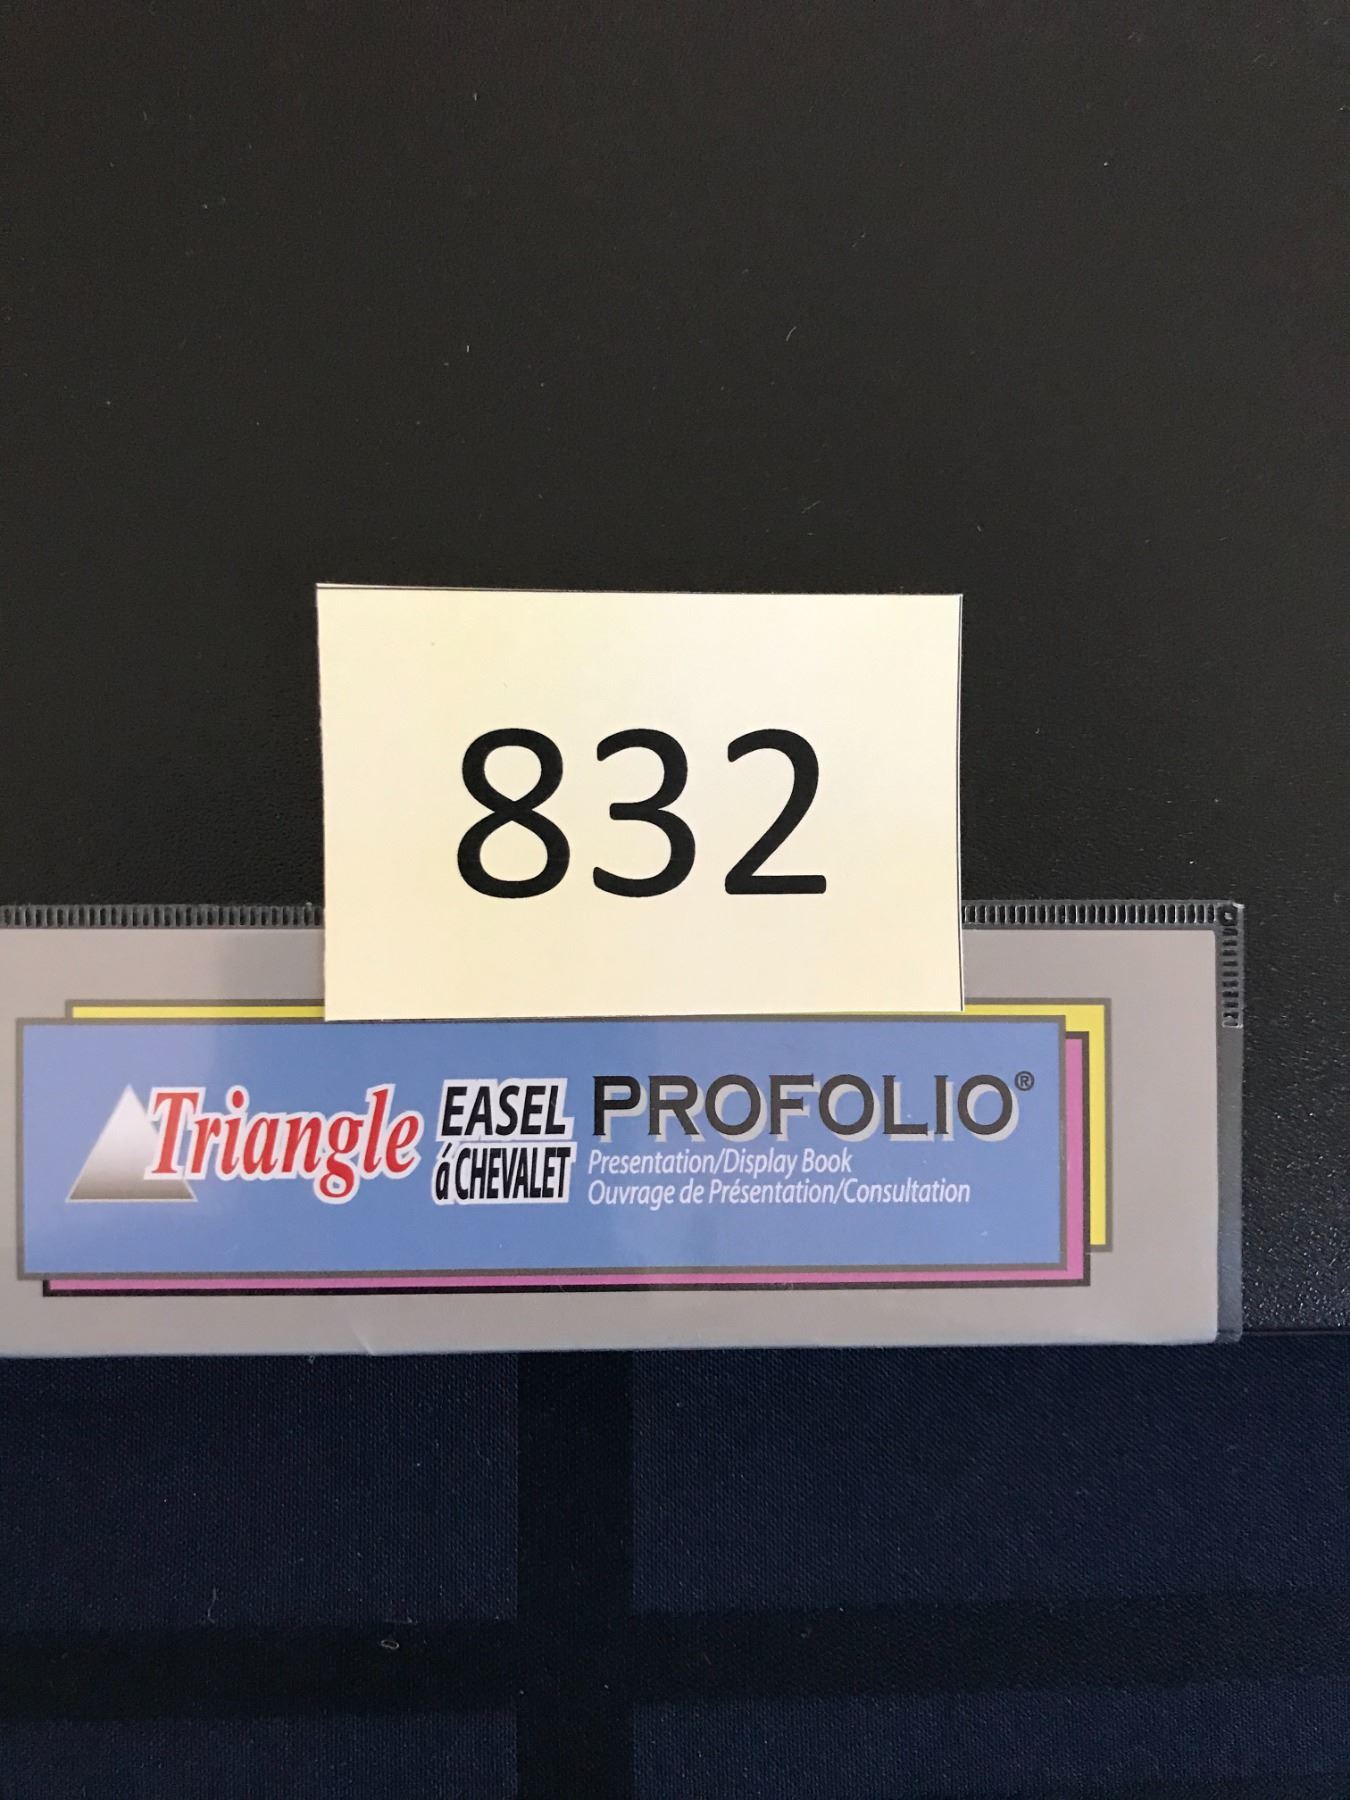 832
Triangle EASEL á CHEVALET PROFOLIO®
Presentation/Display Book
Ouvrage de Présentation/Consultation